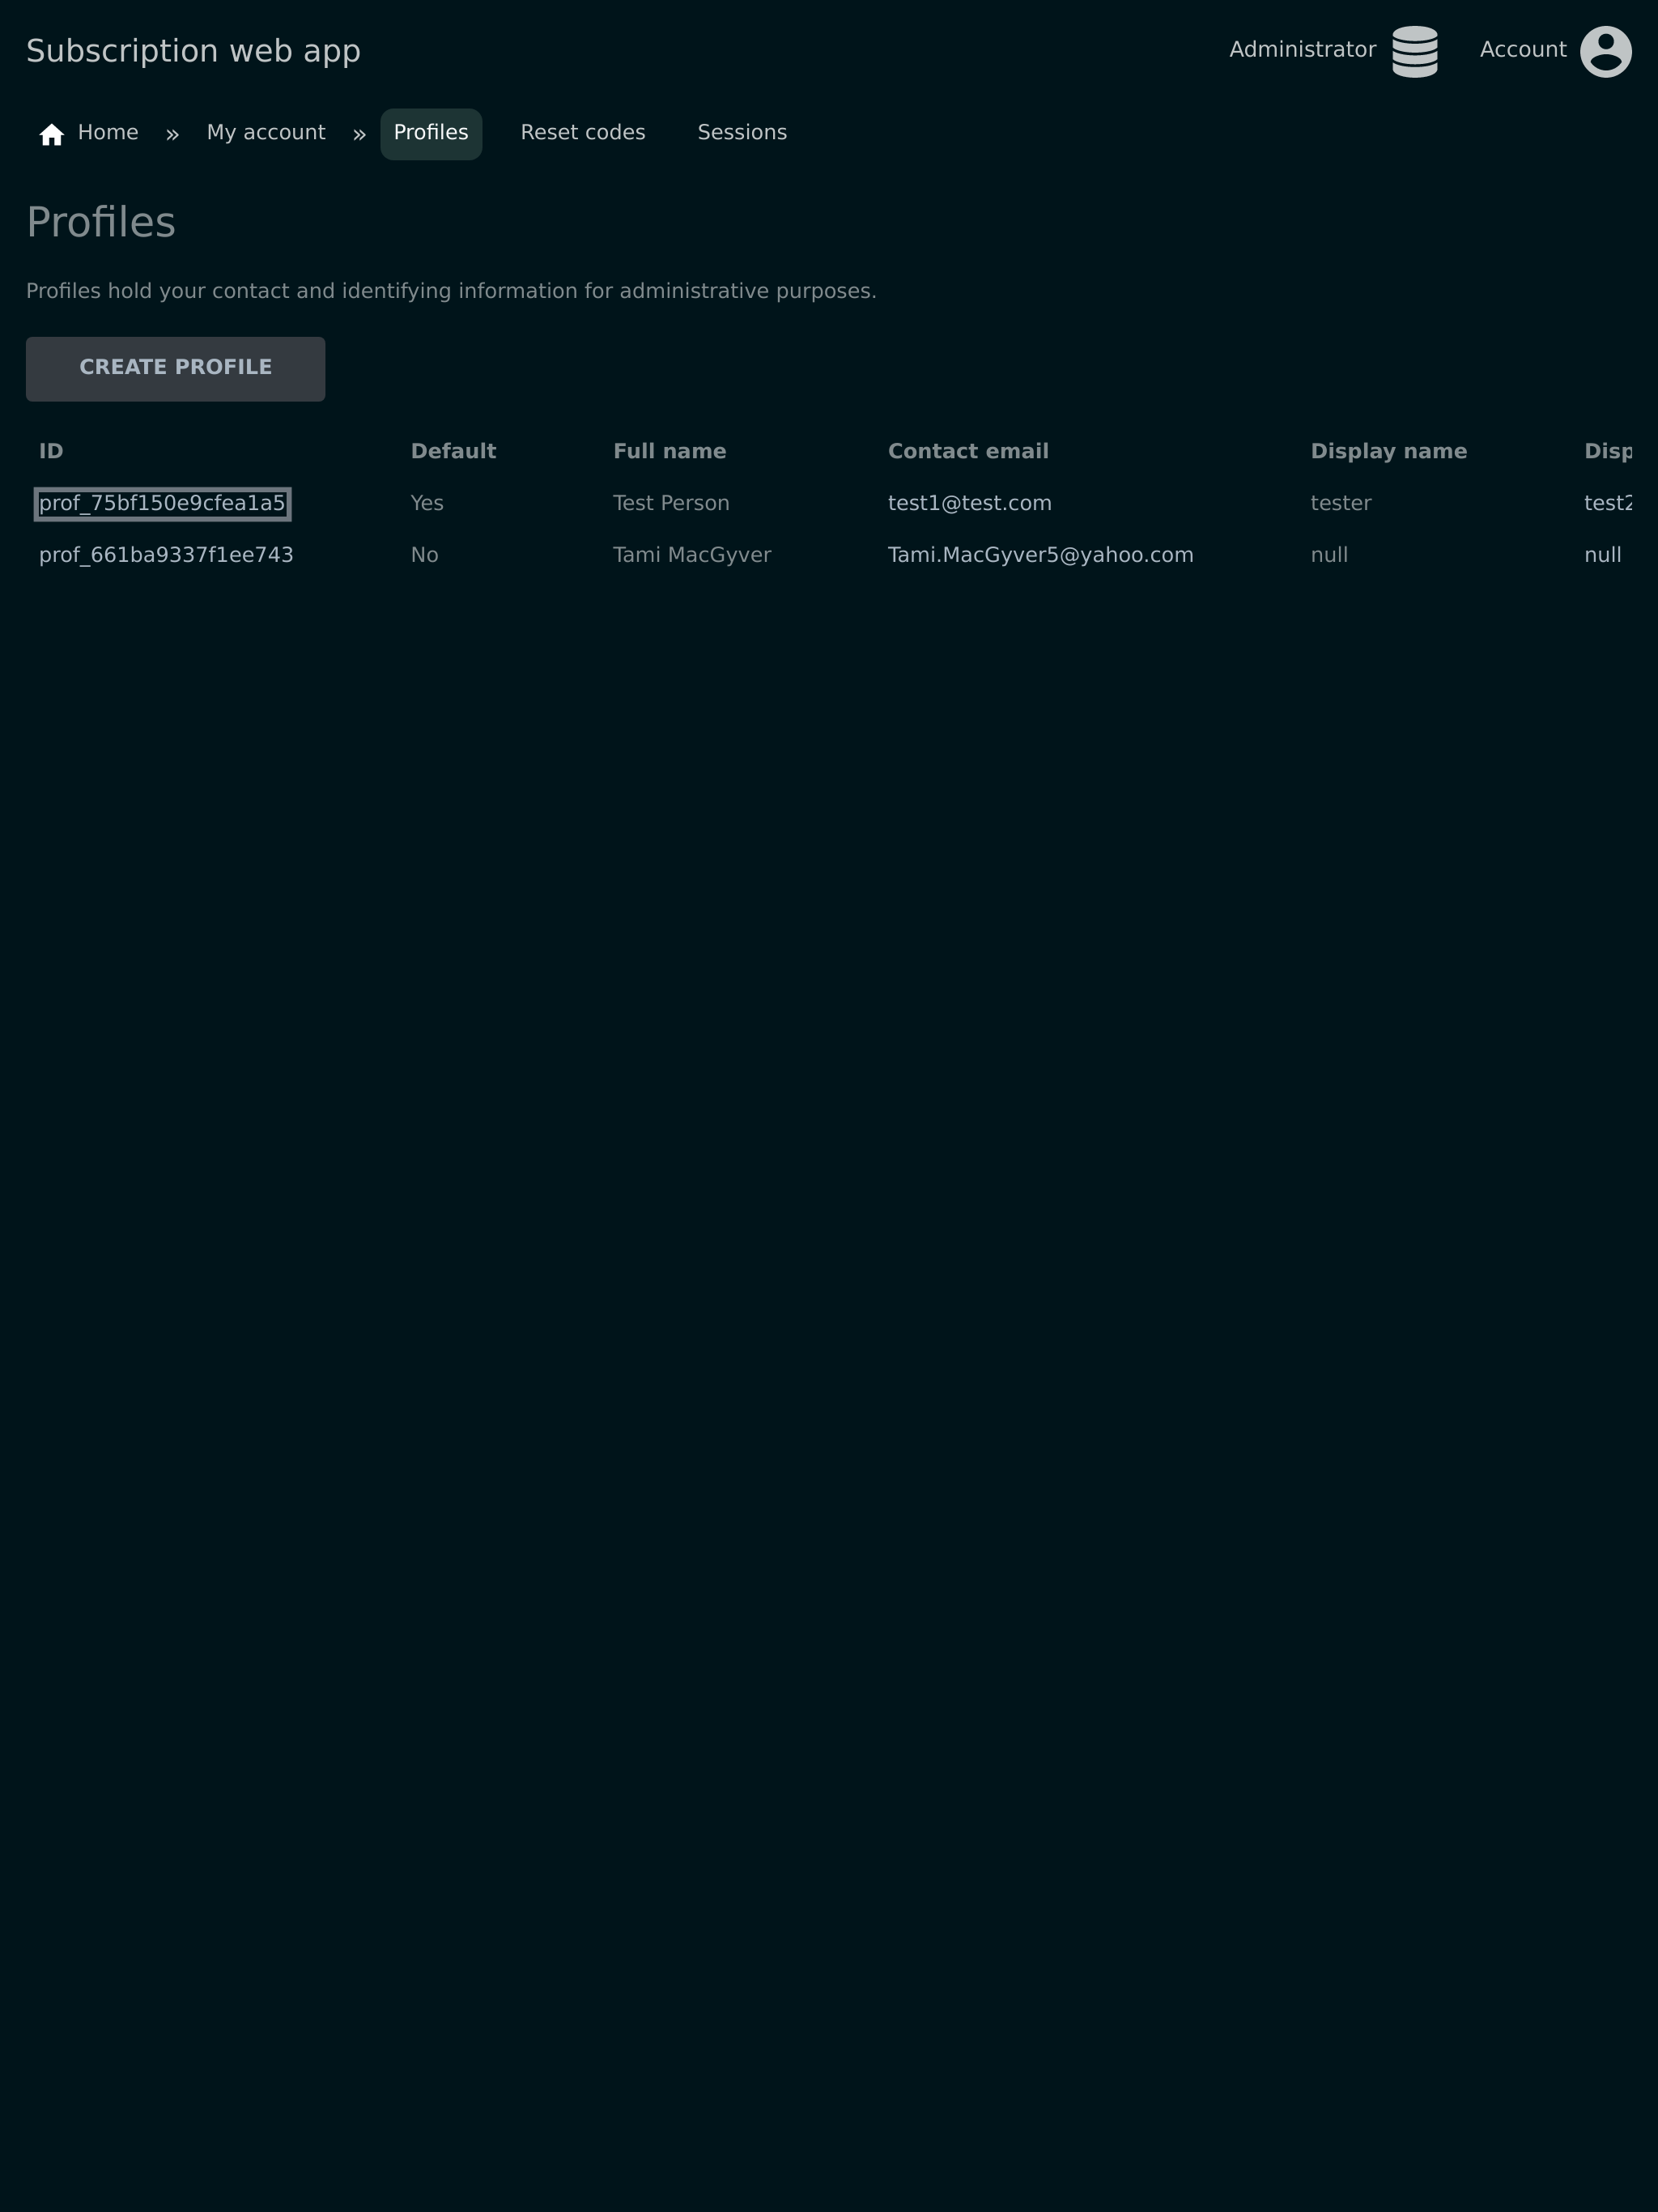 Subscription web app Administrator Account
Home » My account » Profiles Reset codes Sessions
Profiles
Profiles hold your contact and identifying information for administrative purposes.
CREATE PROFILE
ID Default Full name Contact email Display name Disp
prof_75bf150e9cfea1a5 Yes Test Person test1@test.com tester test2
prof_661ba9337f1ee743 No Tami MacGyver Tami.MacGyver5@yahoo.com null null